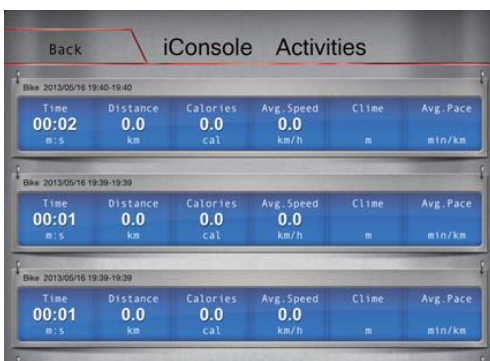 Back iConsole Activities
Bike 2013/05/16 19:40-19:40
Time Distance Calories Avg.Speed Clime Avg.Pace
00:02 0.0 0.0 0.0
m:s km cal km/h m min/km
Bike 2013/05/16 19:39-19:39
Time Distance Calories Avg.Speed Clime Avg.Pace
00:01 0.0 0.0 0.0
m:s km cal km/h m min/km
Bike 2013/05/16 19:39-19:39
Time Distance Calories Avg.Speed Clime Avg.Pace
00:01 0.0 0.0 0.0
m:s km cal km/h m min/km